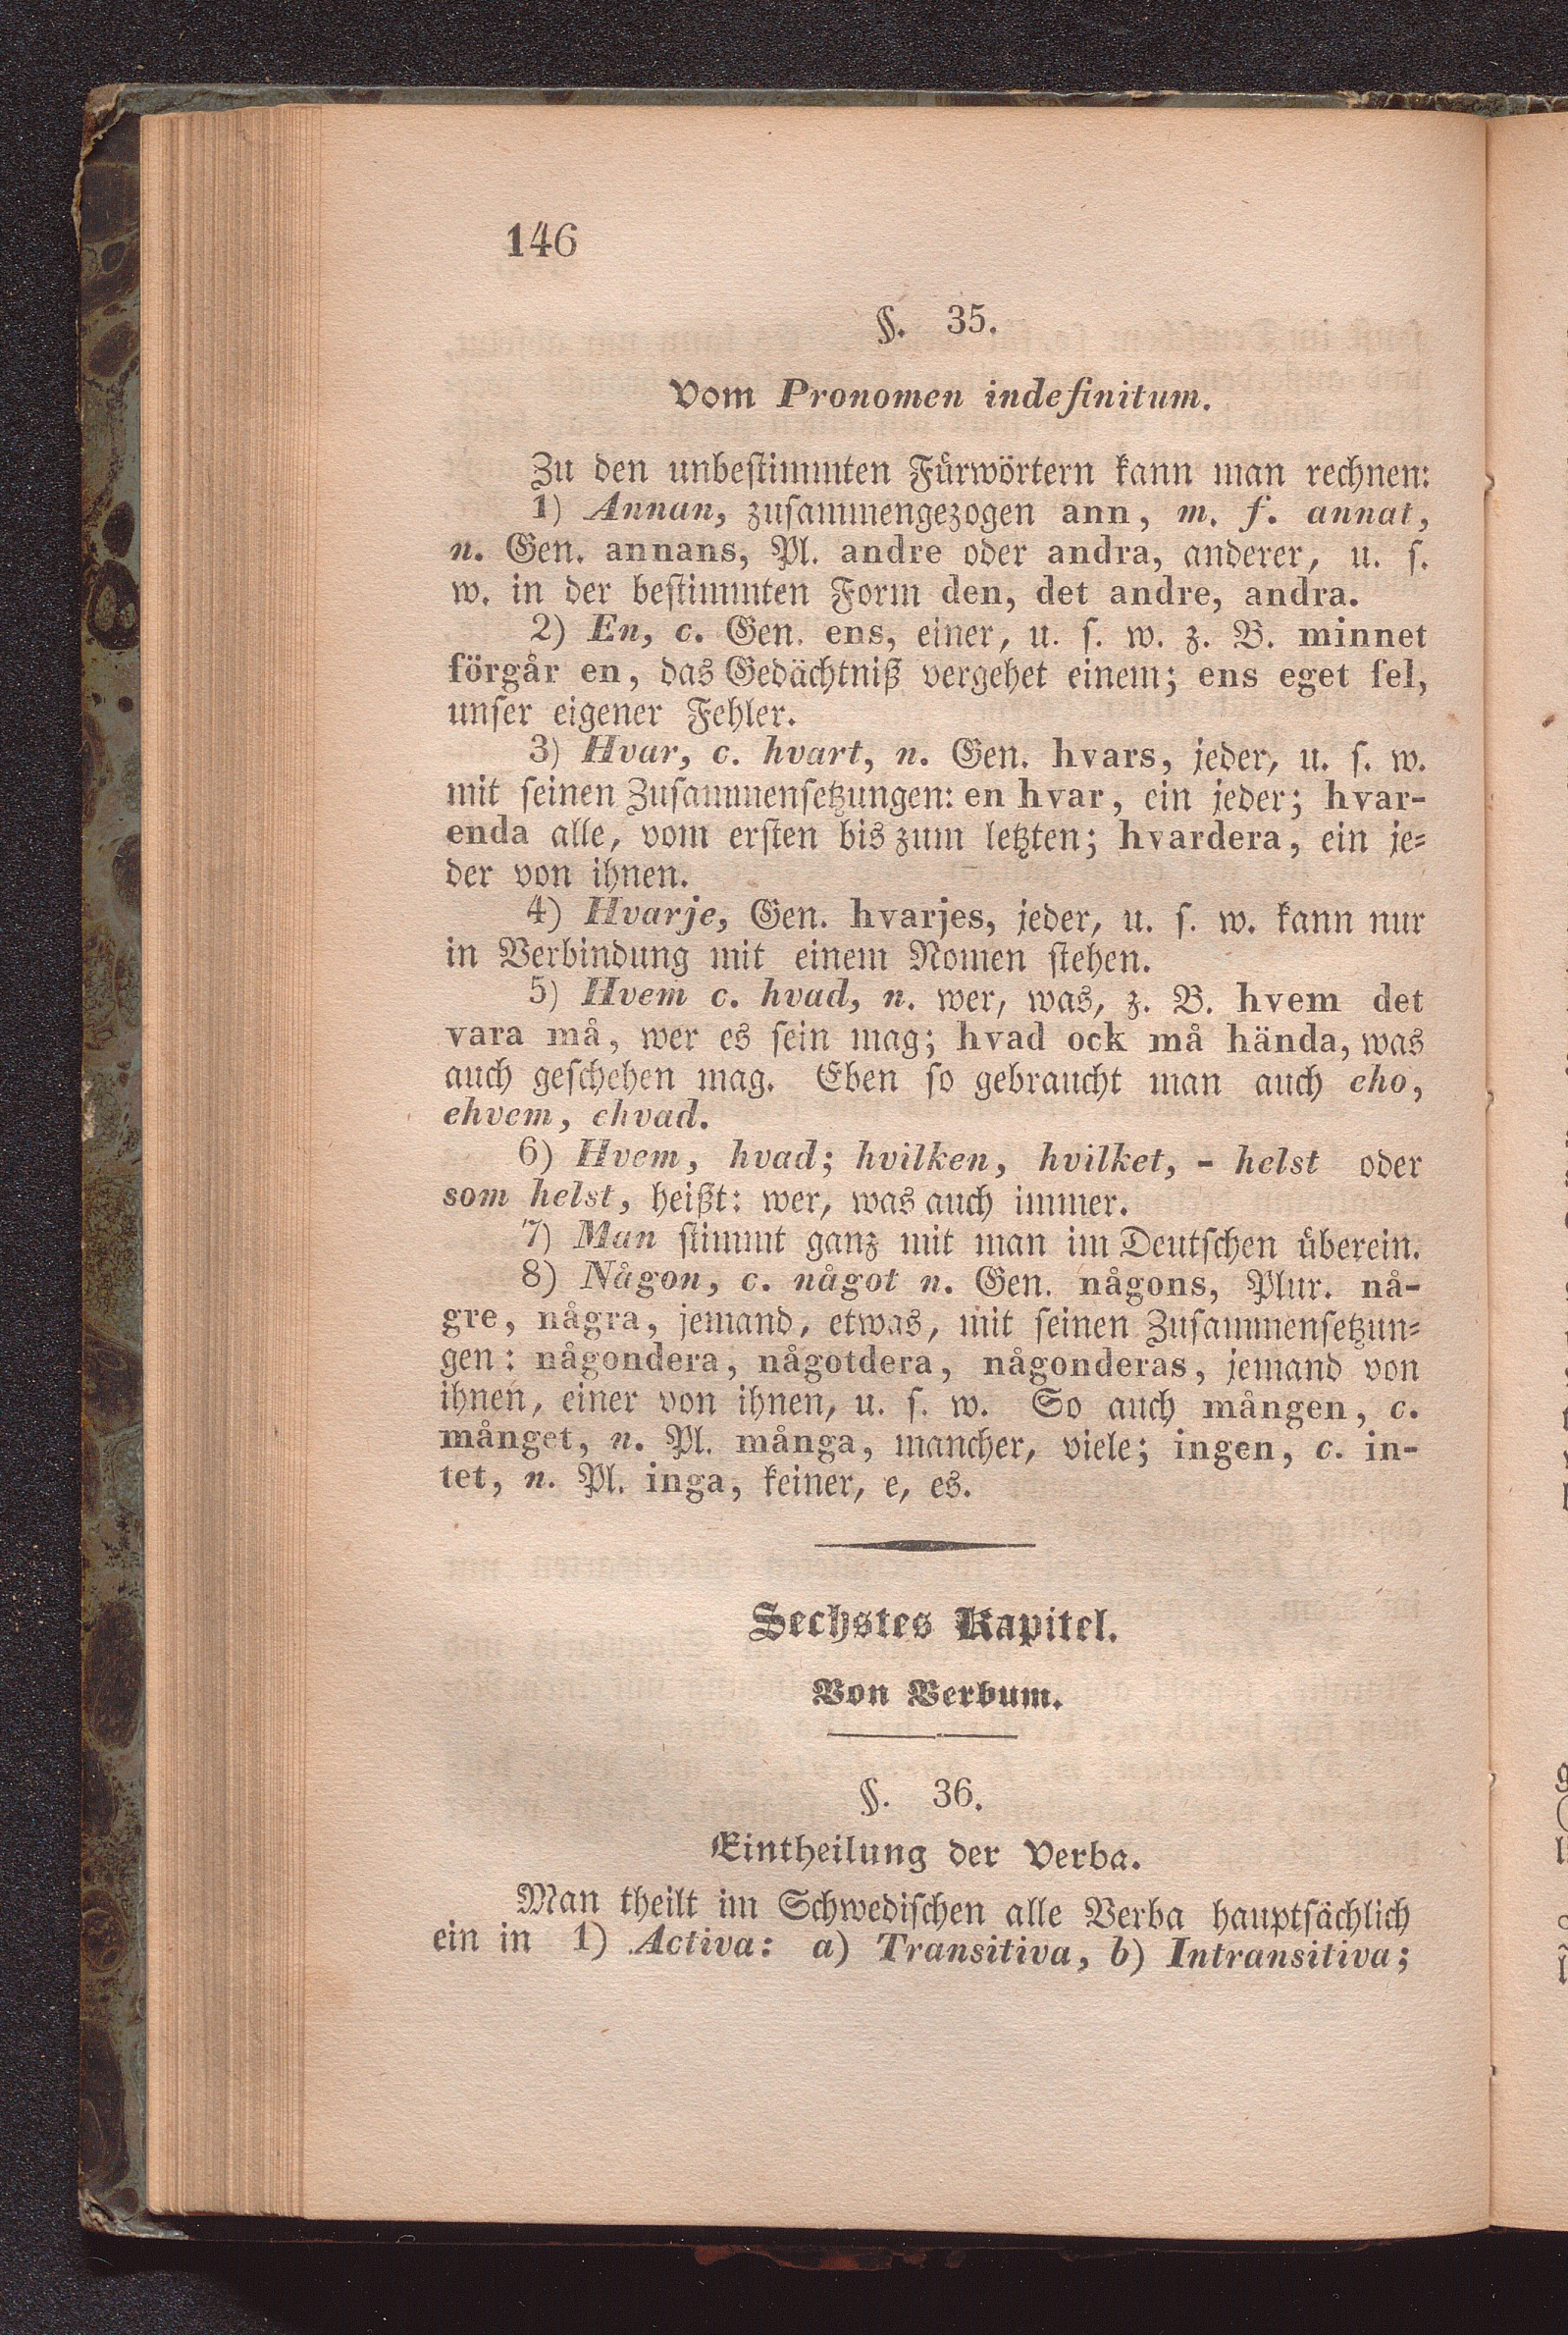 146
§. 35.
Vom Pronomen indefinitum.
Zu den unbestimmten Fürwörtern kann man rechnen:
1) Annan, zusammengezogen ann, m. f. annat,
n. Gen. annans, Pl. andre oder andra, anderer, u. s.
w. in der bestimmten Form den, det andre, andra.
2) En, c. Gen. ens, einer, u. s. w. z. B. minnet
förgår en, das Gedächtniß vergehet einem; ens eget fel,
unser eigener Fehler.
3) Hvar, c. hvart, n. Gen. hvars, jeder, u. s. w.
mit seinen Zusammensetzungen: en hvar, ein jeder; hvar-
enda alle, vom ersten bis zum letzten; hvardera, ein je-
der von ihnen.
4) Hvarje, Gen. hvarjes, jeder, u. s. w. kann nur
in Verbindung mit einem Nomen stehen.
5) Hvem c. hvad, n. wer, was, z. B. hvem det
vara må, wer es sein mag; hvad ock må hända, was
auch geschehen mag. Eben so gebraucht man auch eho,
ehvem, ehvad.
6) Hvem, hvad; hvilken, hvilket, - helst oder
som helst, heißt: wer, was auch immer.
7) Man stimmt ganz mit man im Deutschen überein.
8) Någon, c. något n. Gen. någons, Plur. nå-
gre, några, jemand, etwas, mit seinen Zusammensetzun-
gen: någondera, någotdera, någonderas, jemand von
ihnen, einer von ihnen, u. s. w. So auch mången, c.
månget, n. Pl. många, mancher, viele; ingen, c. in-
tet, n. Pl. inga, keiner, e, es.
Sechstes Kapitel.
Von Verbum.
§. 36.
Eintheilung der Verba.
Man theilt im Schwedischen alle Verba hauptsächlich
ein in 1) Activa: a) Transitiva, b) Intransitiva;